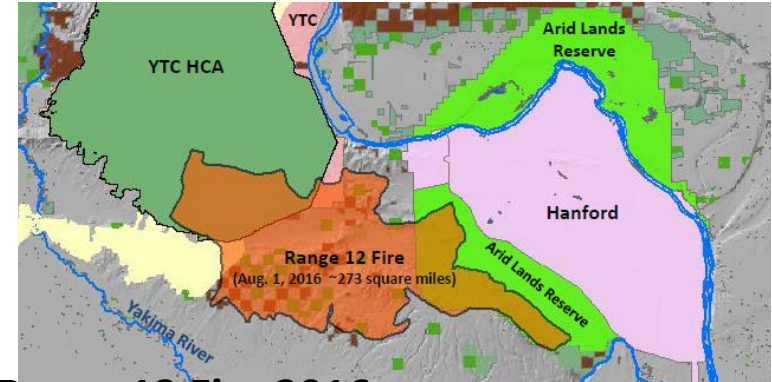 YTC
YTC HCA
Arid Lands
Reserve
Hanford
Range 12 Fire
(Aug. 1, 2016 ~273 square miles)
Arid Lands Reserve
Yakima River